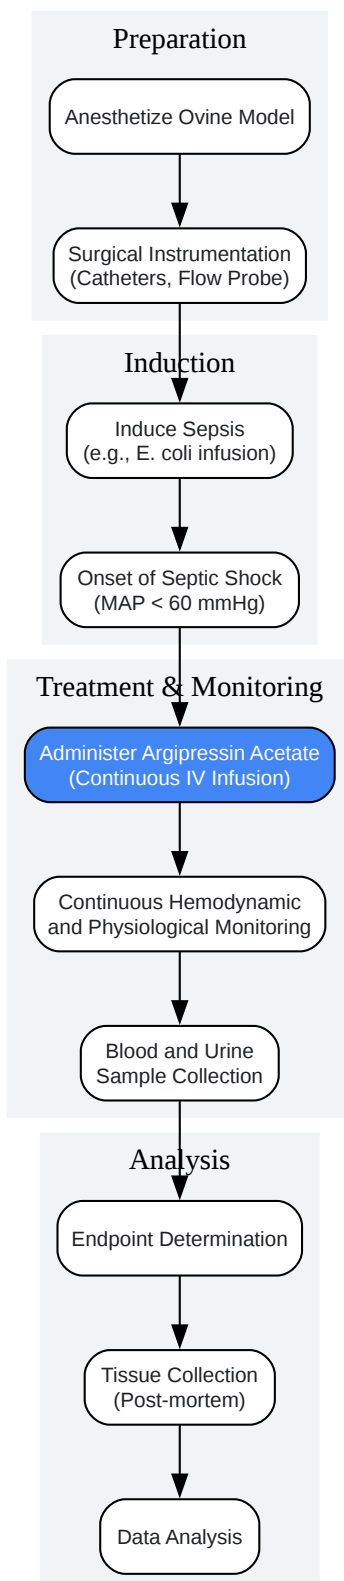 Preparation
Anesthetize Ovine Model
Surgical Instrumentation
(Catheters, Flow Probe)
Induction
Induce Sepsis
(e.g., E. coli infusion)
Onset of Septic Shock
(MAP < 60 mmHg)
Treatment & Monitoring
Administer Argipressin Acetate
(Continuous IV Infusion)
Continuous Hemodynamic
and Physiological Monitoring
Blood and Urine
Sample Collection
Analysis
Endpoint Determination
Tissue Collection
(Post-mortem)
Data Analysis